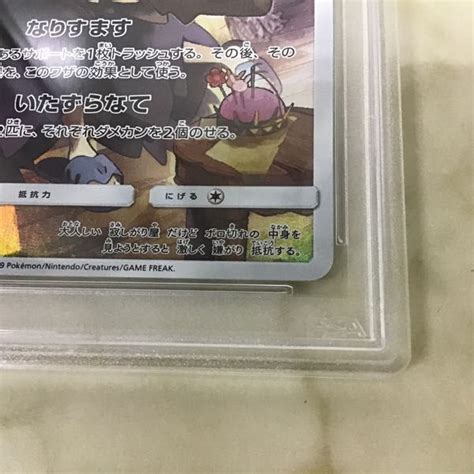 なりすます
あるサポートを1枚トラッシュする。その後、その
果を、このワザの効果として使う。
いたずらなて
2匹に、それぞれダメカンを2個のせる。
抵抗力 にげる
大人しい 寂しがり屋 だけど ボロ切れの 中身を
見ようとすると 激しく 嫌がり 抵抗する。
9 Pokémon/Nintendo/Creatures/GAME FREAK.